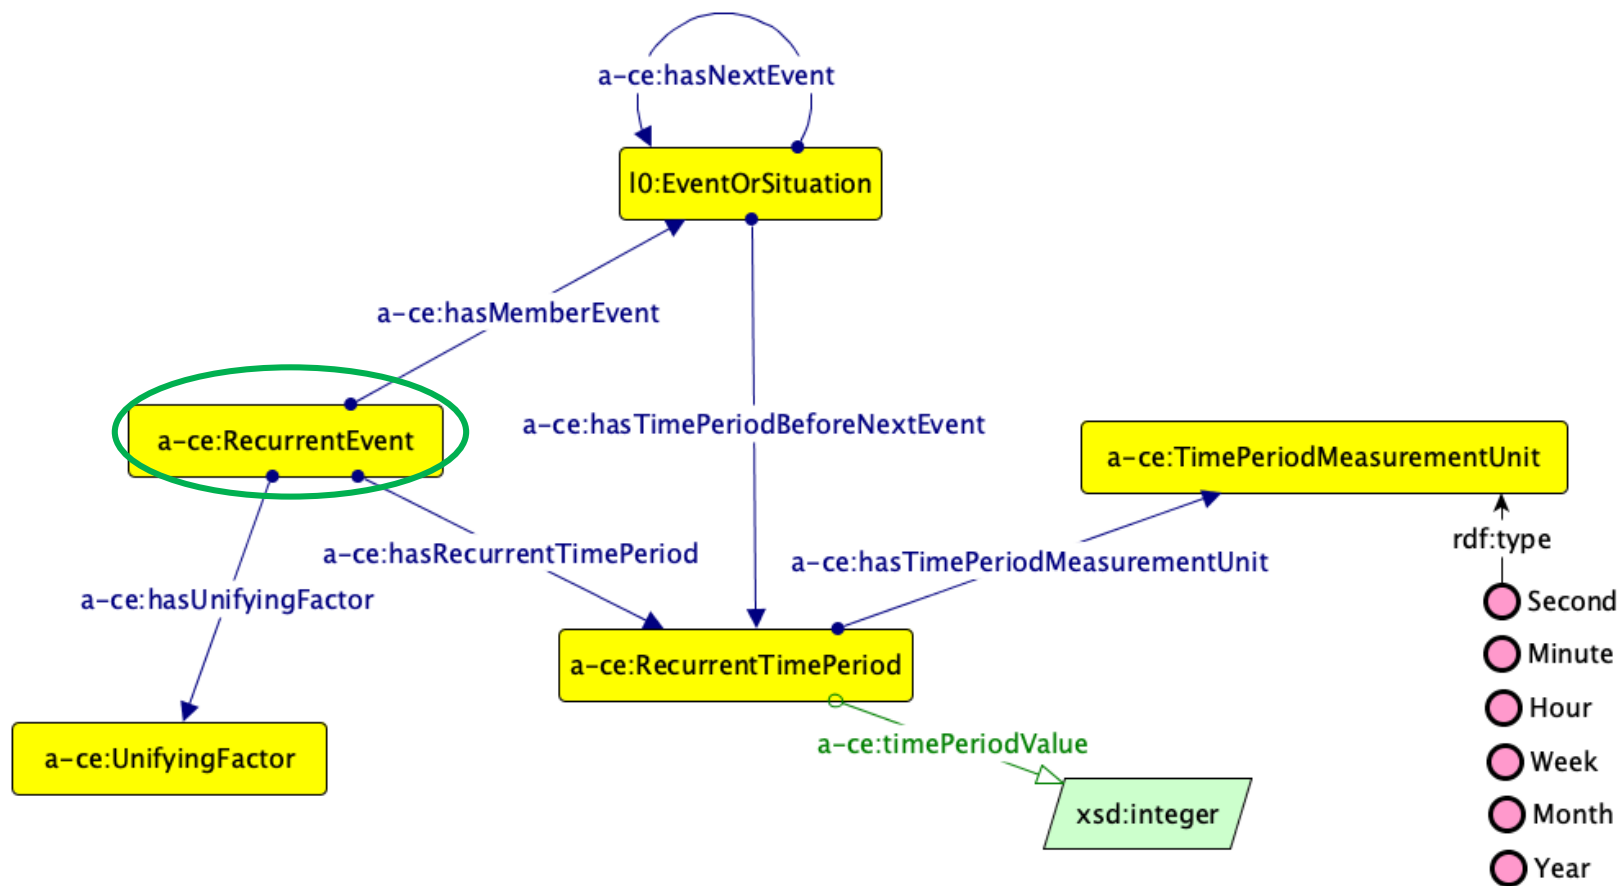 a-ce:hasNextEvent
l0:EventOrSituation
a-ce:hasMemberEvent
a-ce:hasTimePeriodBeforeNextEvent
a-ce:RecurrentEvent
a-ce:TimePeriodMeasurementUnit
rdf:type
a-ce:hasRecurrentTimePeriod
a-ce:hasTimePeriodMeasurementUnit
a-ce:hasUnifyingFactor
Second
Minute
a-ce:RecurrentTimePeriod
Hour
a-ce:timePeriodValue
a-ce:UnifyingFactor
Week
xsd:integer
Month
Year